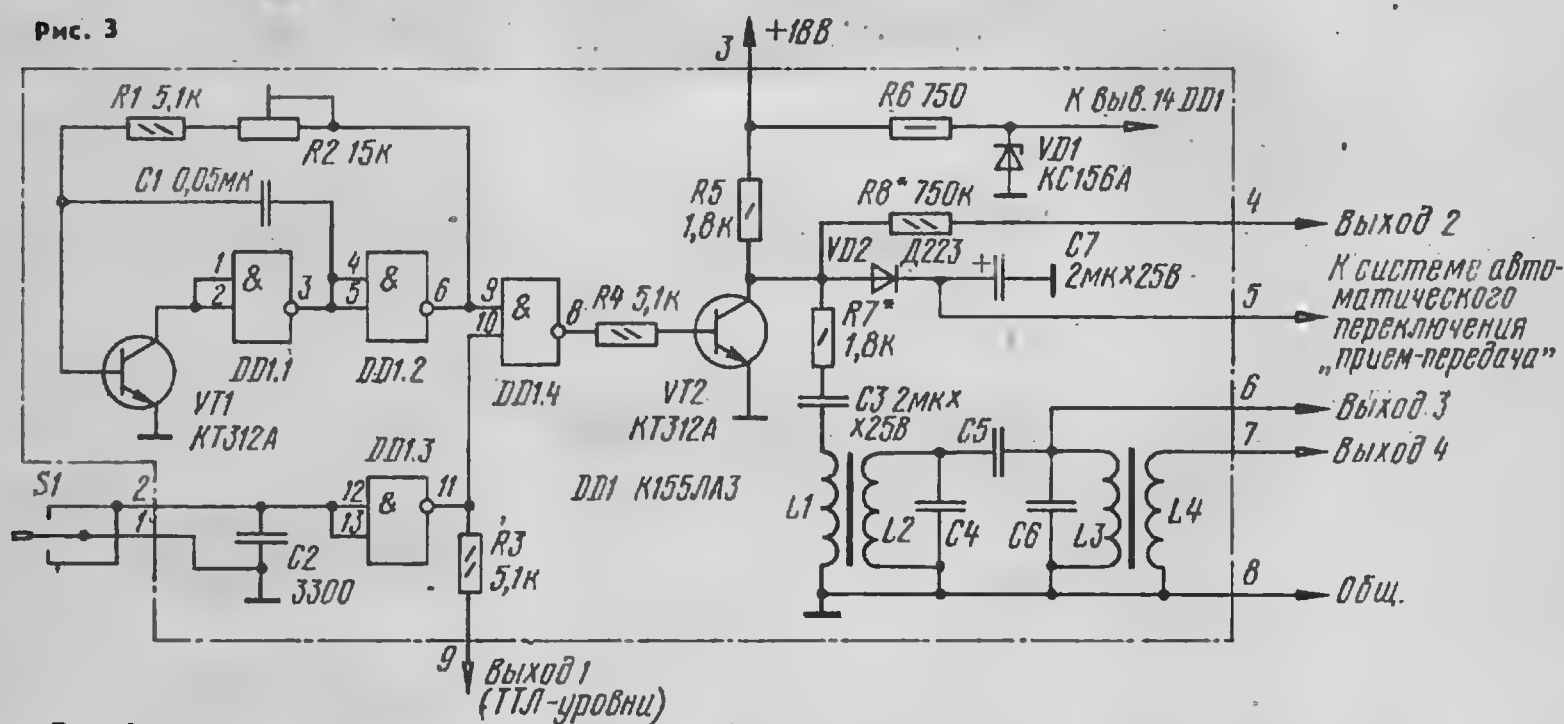 Рис. 3
3
+18В
R1 5,1к
R2 15к
C1 0,05мк
R6 750
К выв. 14 DD1
VD1
КС156А
R5
1,8к
R8* 750к
4
Выход 2
VD2
Д223
+
C7
2мк×25В
К системе авто-
матического
переключения
„прием-передача"
5
1
2
&
3
DD1.1
4
5
&
6
DD1.2
9
10
&
8
DD1.4
R4 5,1к
VT1
КТ312А
VT2
КТ312А
R7*
1,8к
C3 2мк×
×25В
6
Выход 3
7
Выход 4
C5
L1
L2
C4
C6
L3
L4
DD1 К155ЛА3
S1
2
1
C2
3300
12
13
&
11
DD1.3
R3
5,1к
8
Общ.
9
Выход 1
(ТТЛ-уровни)